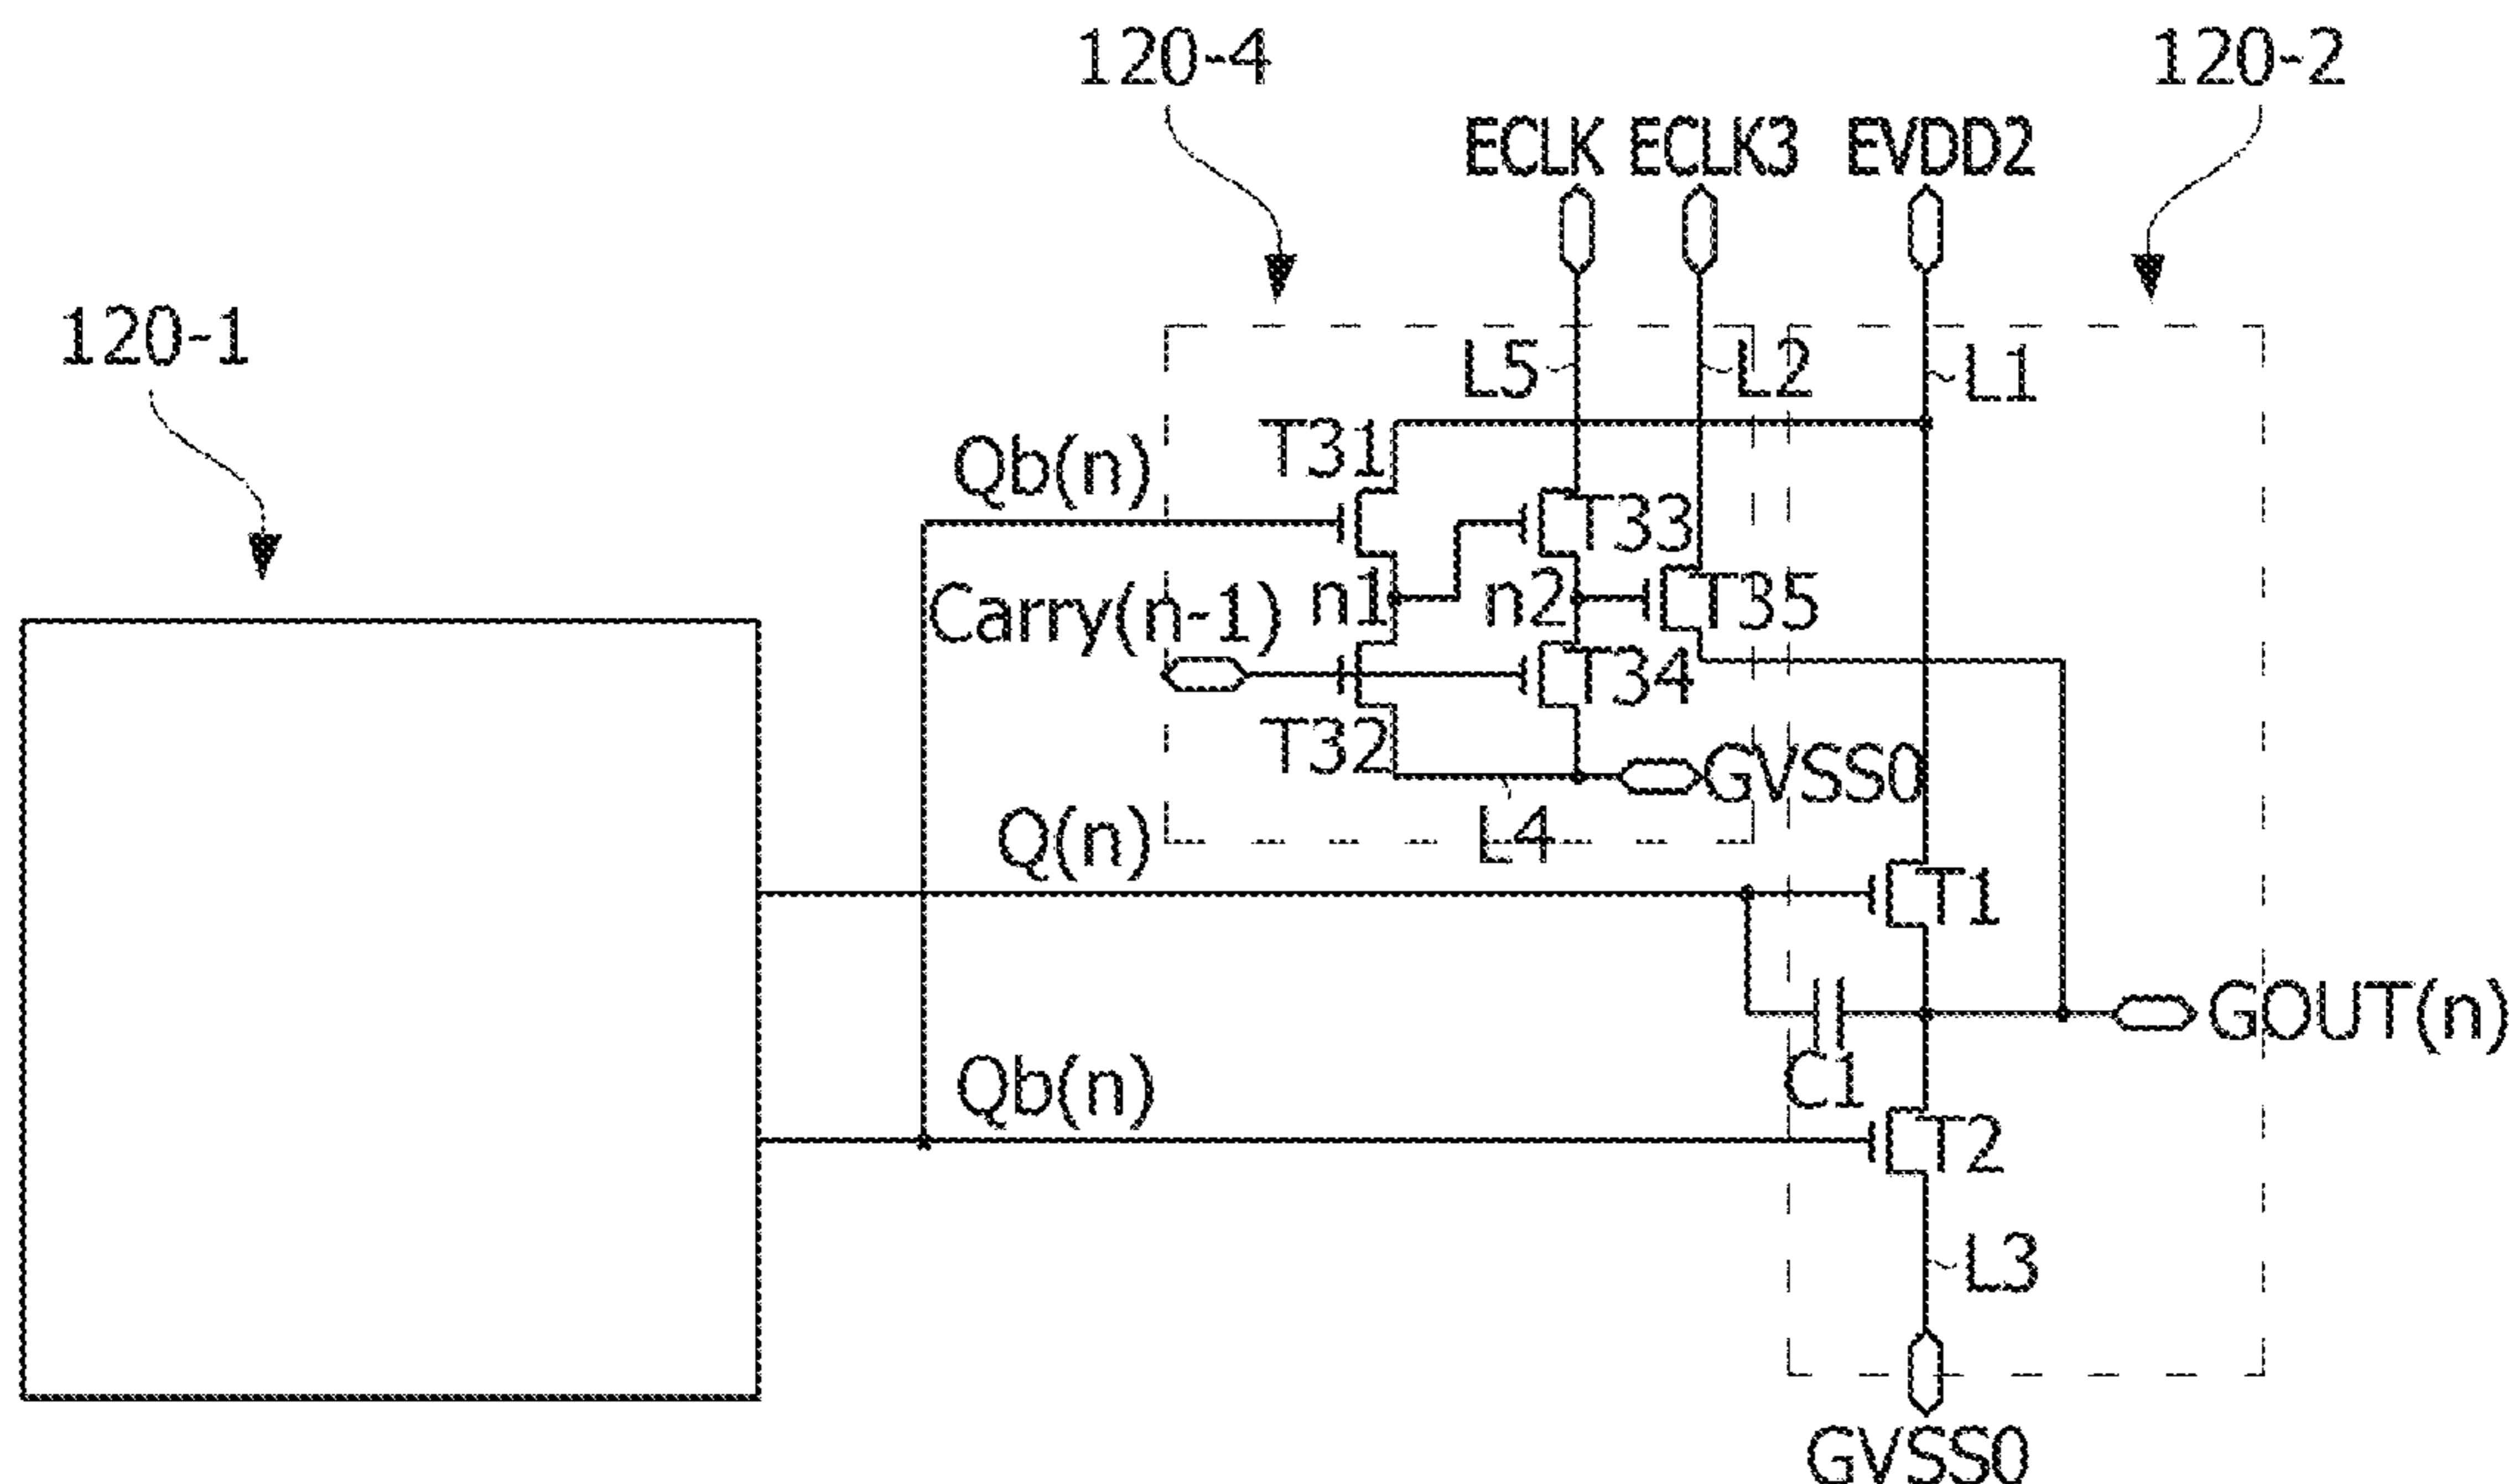 120-4
120-2
ECLK ECLK3 EVDD2
120-1
L5 L2 L1
T31
Qb(n)
T33
Carry(n-1) n1 n2 T35
T34
T32
GVSS0
Q(n)
L4
T1
GOUT(n)
C1
Qb(n)
T2
L3
GVSS0